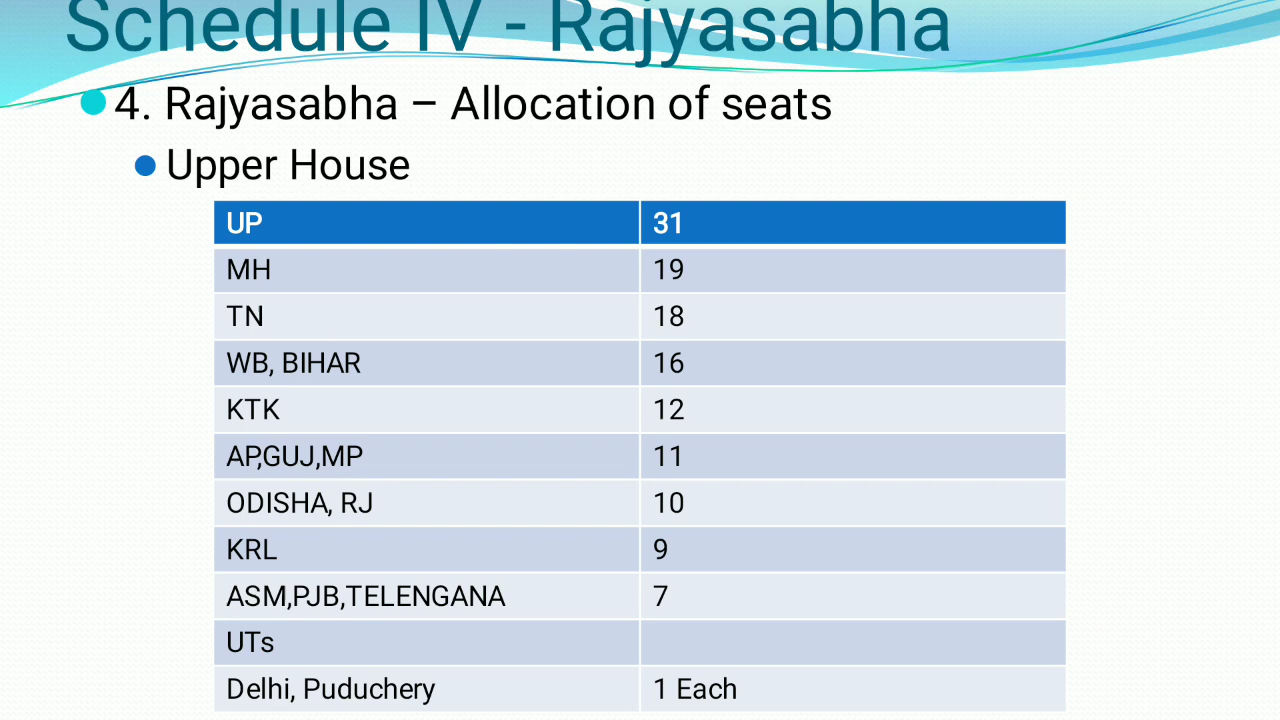 Schedule IV - Rajyasabha
4. Rajyasabha – Allocation of seats
Upper House
UP 31
MH 19
TN 18
WB, BIHAR 16
KTK 12
AP,GUJ,MP 11
ODISHA, RJ 10
KRL 9
ASM,PJB,TELENGANA 7
UTs
Delhi, Puduchery 1 Each